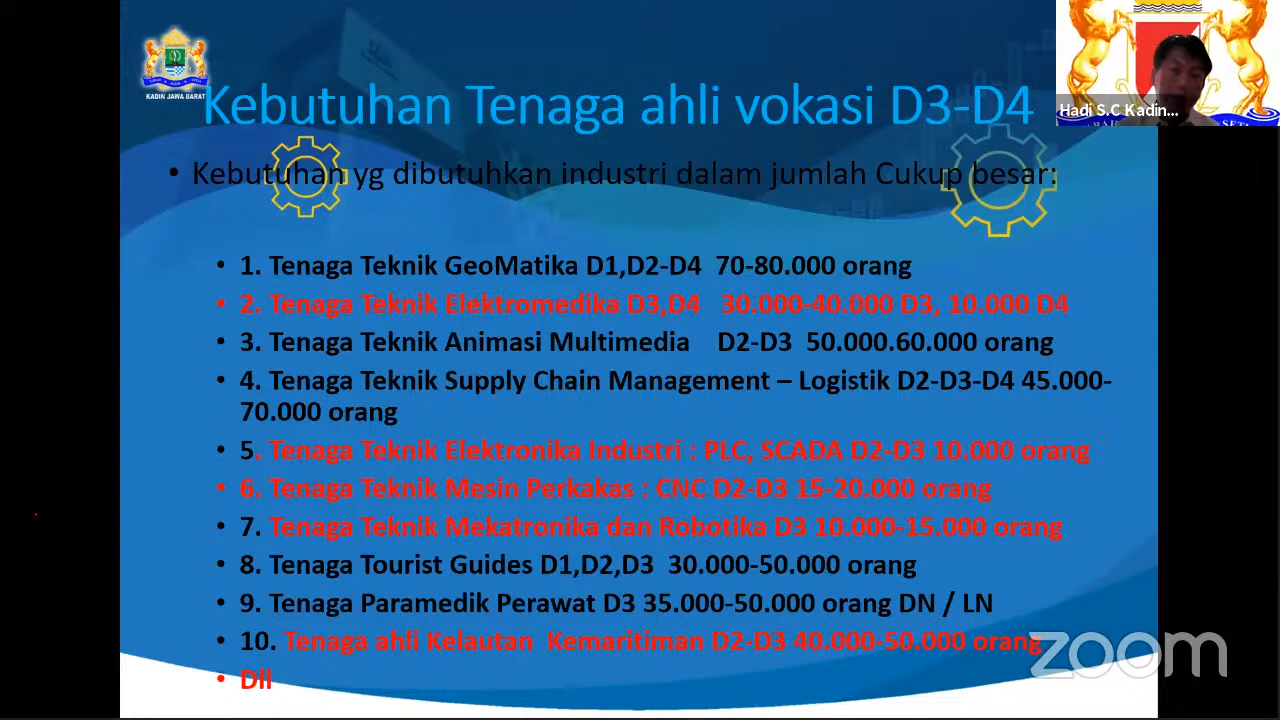 KADIN JAWA BARAT
Kebutuhan Tenaga ahli vokasi D3-D4
Hadi S.C Kadin...
• Kebutuhan yg dibutuhkan industri dalam jumlah Cukup besar:
• 1. Tenaga Teknik GeoMatika D1,D2-D4 70-80.000 orang
• 2. Tenaga Teknik Elektromedika D3,D4 30.000-40.000 D3, 10.000 D4
• 3. Tenaga Teknik Animasi Multimedia D2-D3 50.000.60.000 orang
• 4. Tenaga Teknik Supply Chain Management – Logistik D2-D3-D4 45.000-
70.000 orang
• 5. Tenaga Teknik Elektronika Industri : PLC, SCADA D2-D3 10.000 orang
• 6. Tenaga Teknik Mesin Perkakas : CNC D2-D3 15-20.000 orang
• 7. Tenaga Teknik Mekatronika dan Robotika D3 10.000-15.000 orang
• 8. Tenaga Tourist Guides D1,D2,D3 30.000-50.000 orang
• 9. Tenaga Paramedik Perawat D3 35.000-50.000 orang DN / LN
• 10. Tenaga ahli Kelautan Kemaritiman D2-D3 40.000-50.000 orang
• Dll
zoom